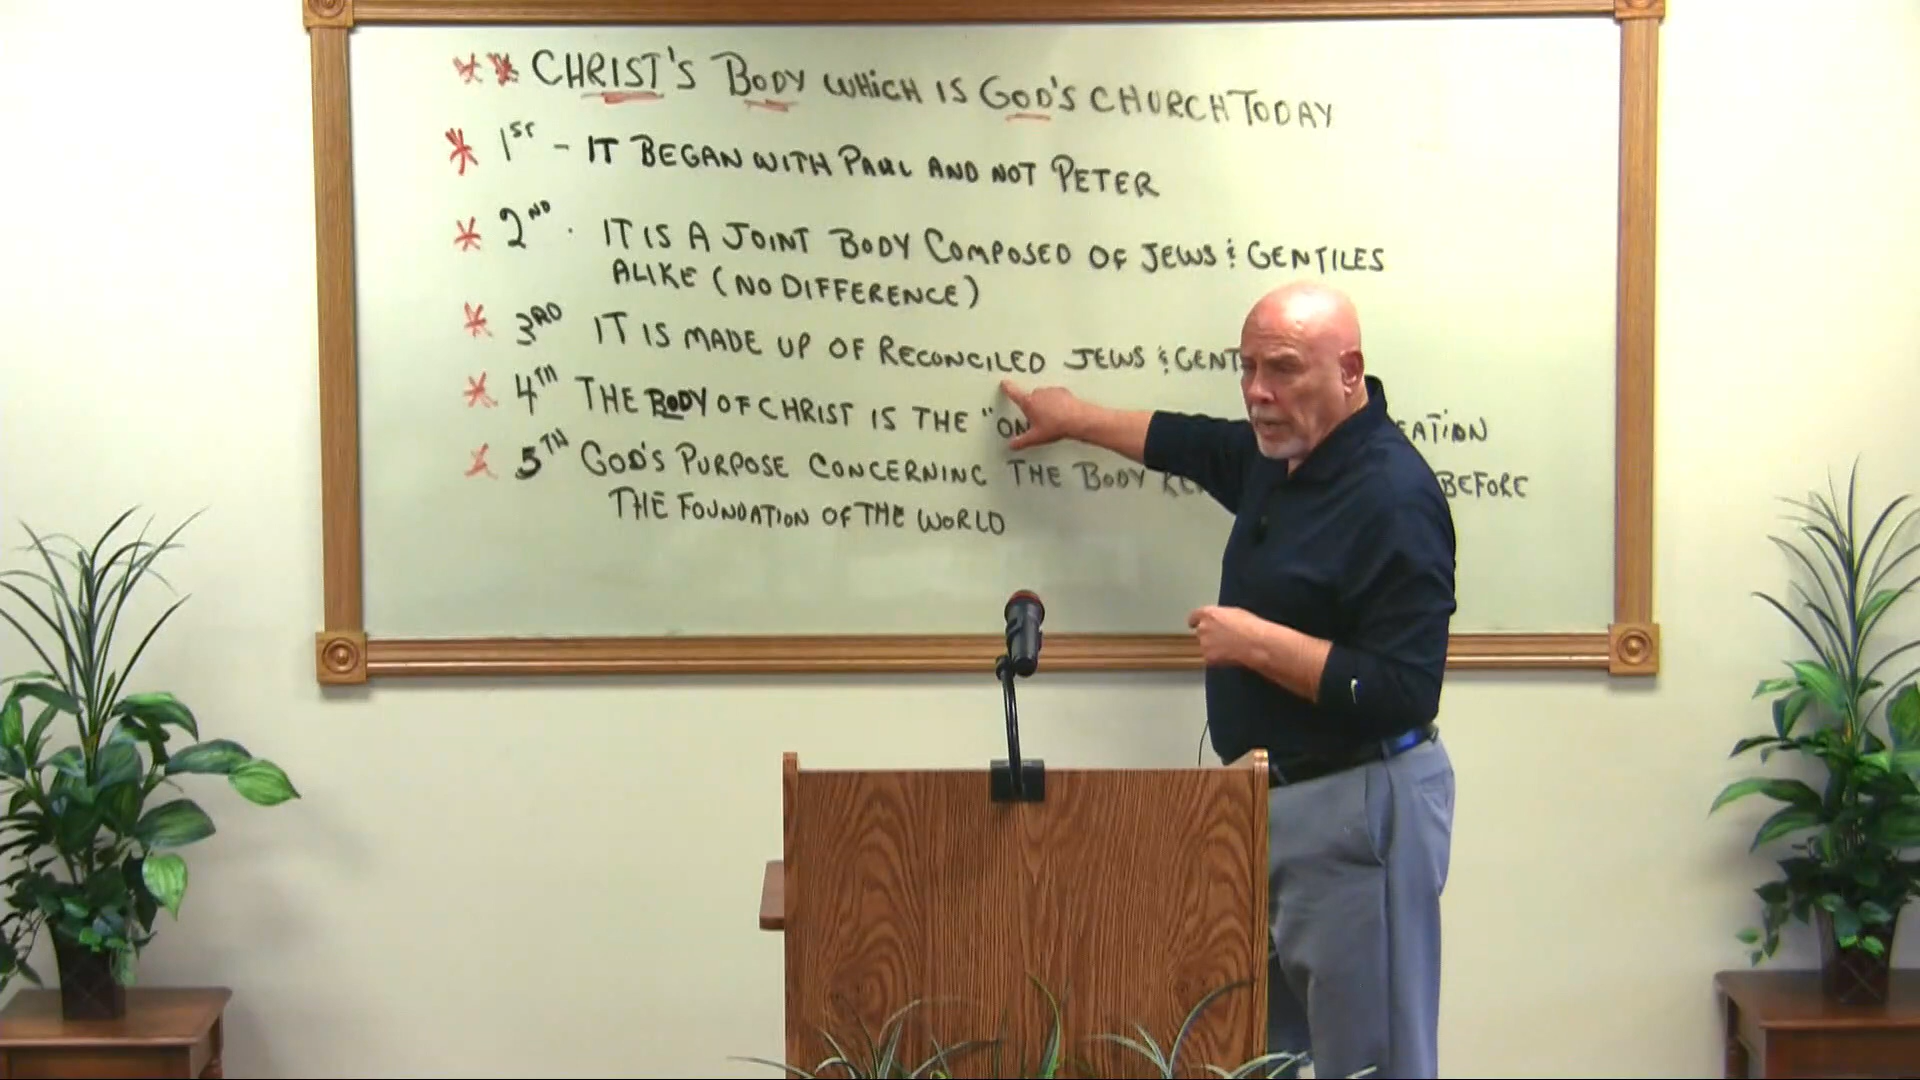 ** CHRIST'S BODY WHICH IS GOD'S CHURCH TODAY
* 1ST - IT BEGAN WITH PAUL AND NOT PETER
* 2ND. IT IS A JOINT BODY COMPOSED OF JEWS & GENTILES
ALIKE (NO DIFFERENCE)
* 3RD IT IS MADE UP OF RECONCILED JEWS & GENT
* 4TH THE BODY OF CHRIST IS THE "ON
* 5TH GOD'S PURPOSE CONCERNING THE BODY BEFORE
THE FOUNDATION OF THE WORLD